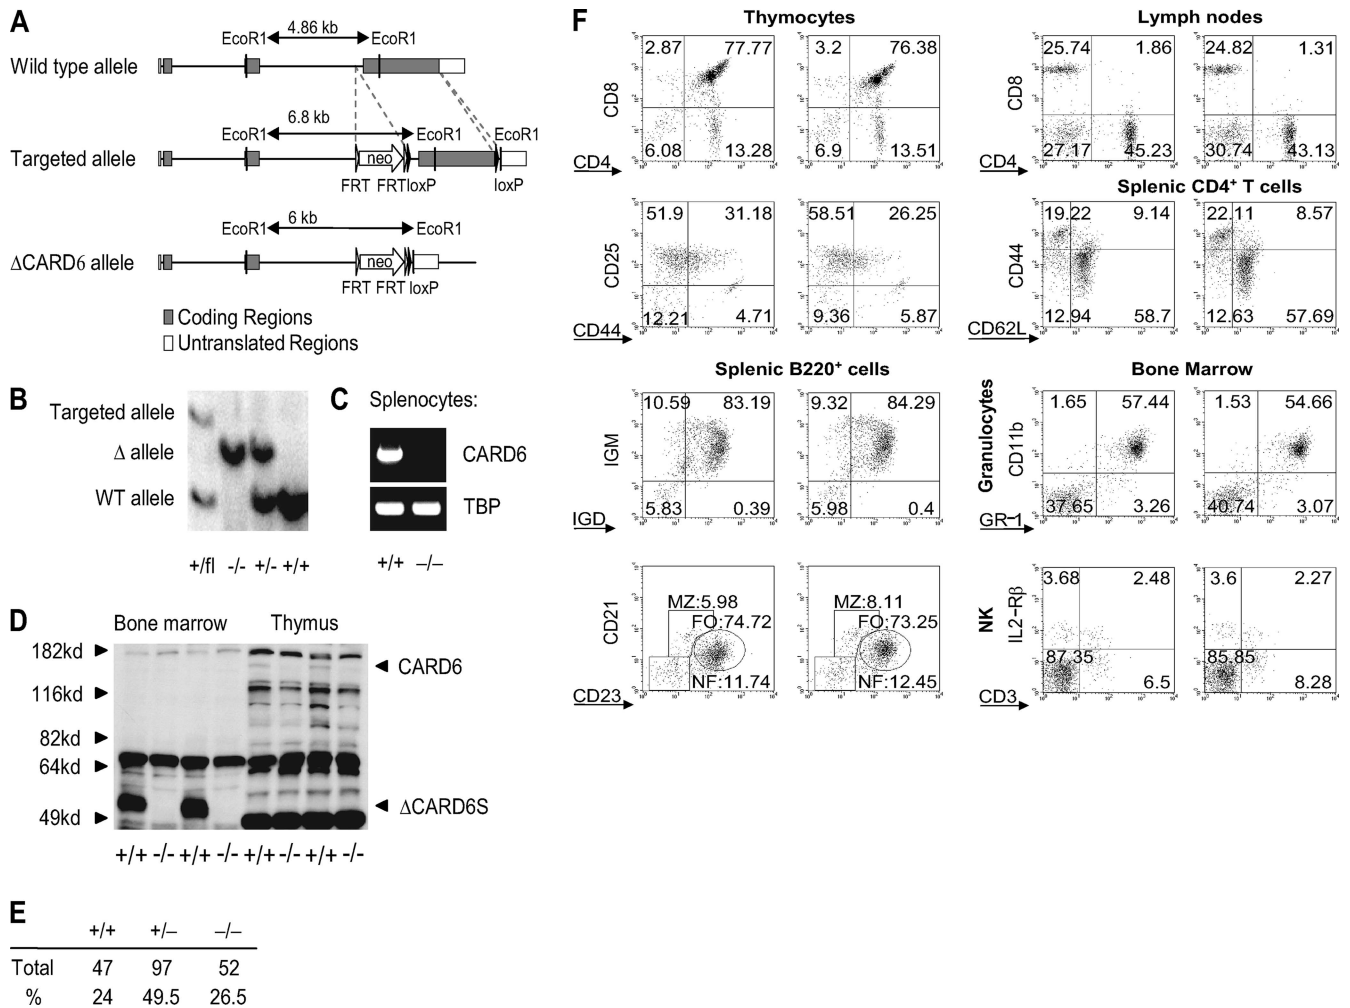 A
4.86 kb
EcoR1 EcoR1
Wild type allele
6.8 kb
EcoR1 EcoR1 EcoR1
Targeted allele
neo
FRT FRT loxP loxP
6 kb
EcoR1 EcoR1
ΔCARD6 allele
neo
FRT FRT loxP
Coding Regions
Untranslated Regions
B
Targeted allele
Δ allele
WT allele
+/fl -/- +/- +/+
C
Splenocytes:
CARD6
TBP
+/+ –/–
D
Bone marrow Thymus
182kd
CARD6
116kd
82kd
64kd
ΔCARD6S
49kd
+/+ -/- +/+ -/- +/+ -/- +/+ -/-
E
+/+ +/– –/–
Total 47 97 52
% 24 49.5 26.5
F
Thymocytes
2.87 77.77 3.2 76.38
CD8
6.08 13.28 6.9 13.51
CD4
51.9 31.18 58.51 26.25
CD25
12.21 4.71 9.36 5.87
CD44
Splenic B220+ cells
10.59 83.19 9.32 84.29
IGM
5.83 0.39 5.98 0.4
IGD
MZ:5.98 MZ:8.11
FO:74.72 FO:73.25
CD21
NF:11.74 NF:12.45
CD23
Lymph nodes
25.74 1.86 24.82 1.31
CD8
27.17 45.23 30.74 43.13
CD4
Splenic CD4+ T cells
19.22 9.14 22.11 8.57
CD44
12.94 58.7 12.63 57.69
CD62L
Bone Marrow
1.65 57.44 1.53 54.66
Granulocytes
CD11b
37.65 3.26 40.74 3.07
GR-1
3.68 2.48 3.6 2.27
NK
IL2-Rβ
87.35 6.5 85.85 8.28
CD3